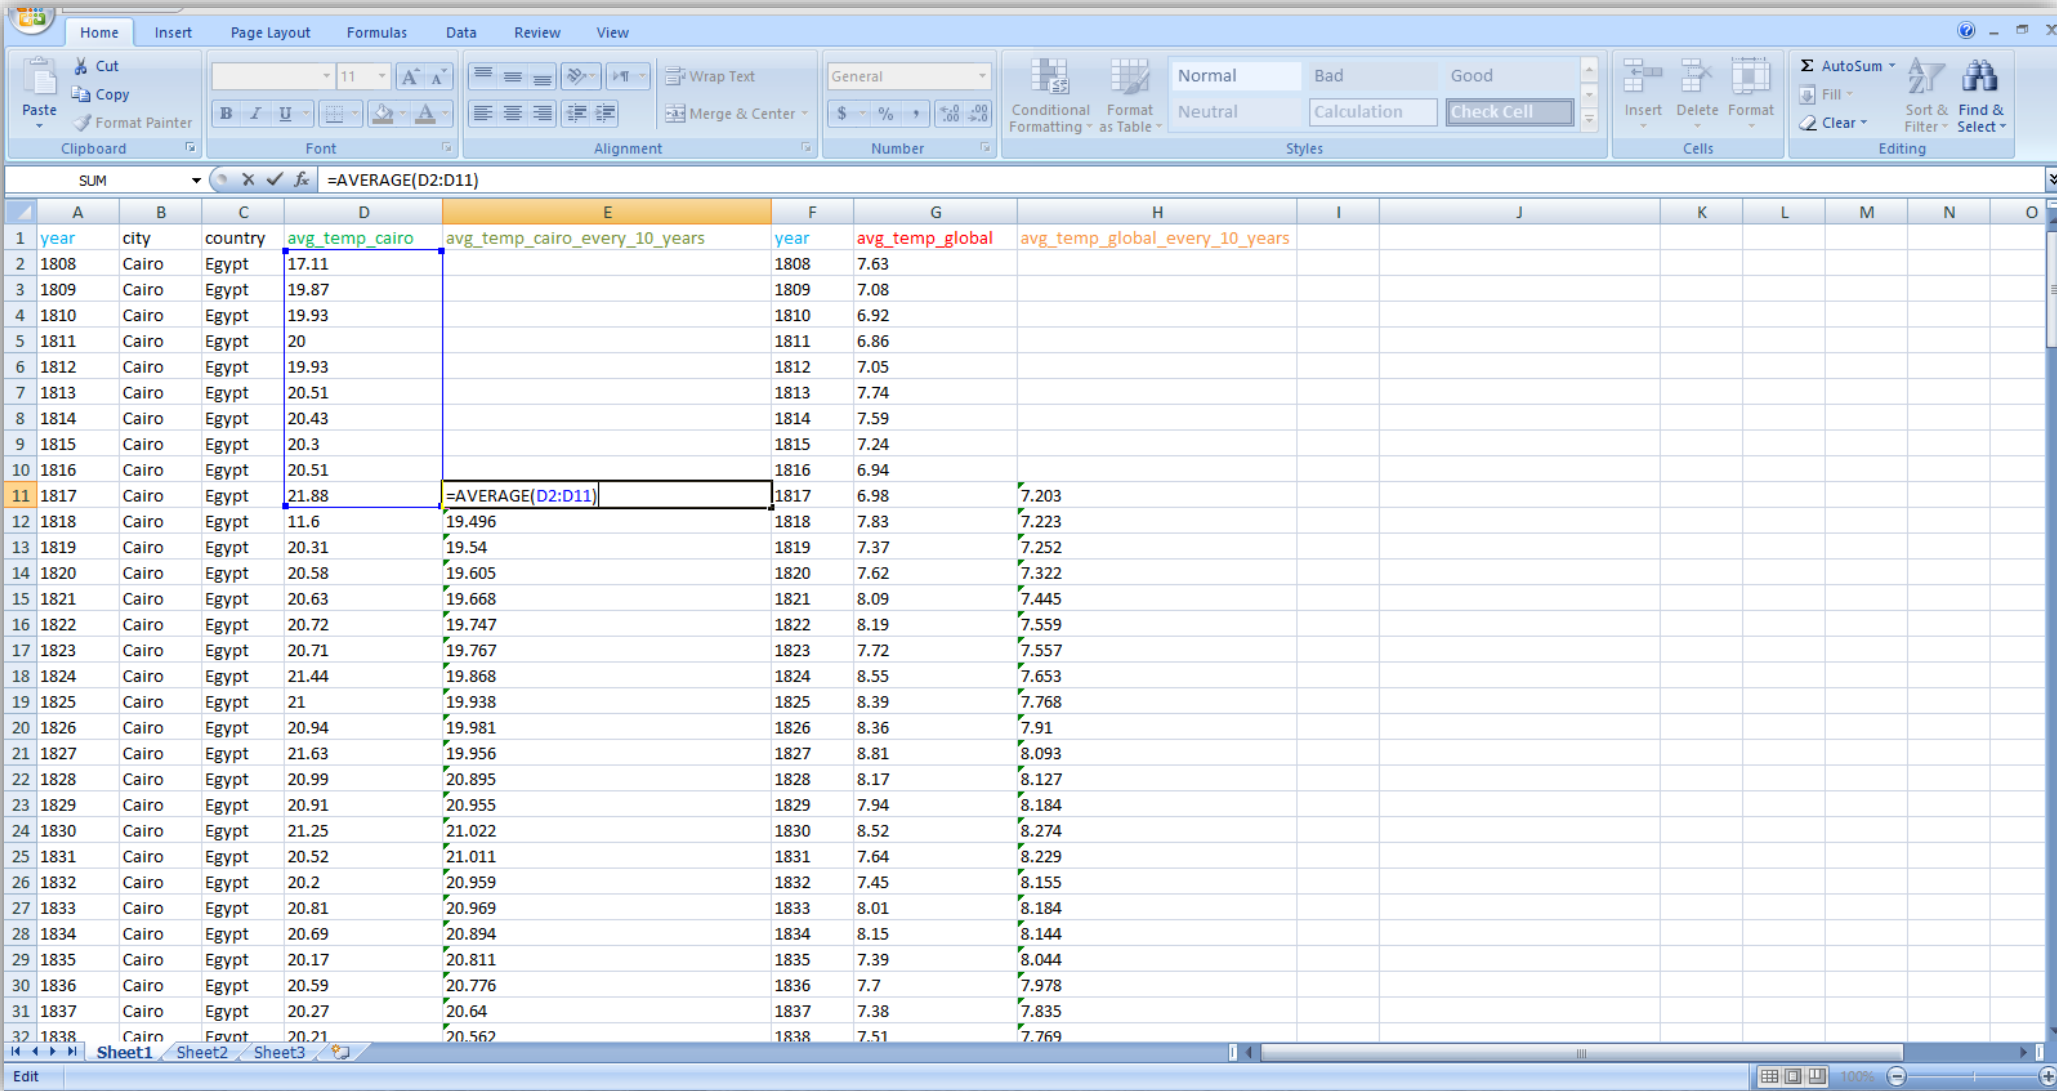 Home Insert Page Layout Formulas Data Review View
Cut
Copy
Format Painter
Paste
Clipboard
11 A A
B I U A
Font
Wrap Text
Merge & Center
Alignment
General
$ % , .00 .00
Number
Conditional Formatting Format as Table
Normal Bad Good
Neutral Calculation Check Cell
Styles
Insert Delete Format
Cells
Σ AutoSum
Fill
Clear
Sort & Filter Find & Select
Editing
SUM fx =AVERAGE(D2:D11)
A B C D E F G H I J K L M N O
1 year city country avg_temp_cairo avg_temp_cairo_every_10_years year avg_temp_global avg_temp_global_every_10_years
2 1808 Cairo Egypt 17.11 1808 7.63
3 1809 Cairo Egypt 19.87 1809 7.08
4 1810 Cairo Egypt 19.93 1810 6.92
5 1811 Cairo Egypt 20 1811 6.86
6 1812 Cairo Egypt 19.93 1812 7.05
7 1813 Cairo Egypt 20.51 1813 7.74
8 1814 Cairo Egypt 20.43 1814 7.59
9 1815 Cairo Egypt 20.3 1815 7.24
10 1816 Cairo Egypt 20.51 1816 6.94
11 1817 Cairo Egypt 21.88 =AVERAGE(D2:D11) 1817 6.98 7.203
12 1818 Cairo Egypt 11.6 19.496 1818 7.83 7.223
13 1819 Cairo Egypt 20.31 19.54 1819 7.37 7.252
14 1820 Cairo Egypt 20.58 19.605 1820 7.62 7.322
15 1821 Cairo Egypt 20.63 19.668 1821 8.09 7.445
16 1822 Cairo Egypt 20.72 19.747 1822 8.19 7.559
17 1823 Cairo Egypt 20.71 19.767 1823 7.72 7.557
18 1824 Cairo Egypt 21.44 19.868 1824 8.55 7.653
19 1825 Cairo Egypt 21 19.938 1825 8.39 7.768
20 1826 Cairo Egypt 20.94 19.981 1826 8.36 7.91
21 1827 Cairo Egypt 21.63 19.956 1827 8.81 8.093
22 1828 Cairo Egypt 20.99 20.895 1828 8.17 8.127
23 1829 Cairo Egypt 20.91 20.955 1829 7.94 8.184
24 1830 Cairo Egypt 21.25 21.022 1830 8.52 8.274
25 1831 Cairo Egypt 20.52 21.011 1831 7.64 8.229
26 1832 Cairo Egypt 20.2 20.959 1832 7.45 8.155
27 1833 Cairo Egypt 20.81 20.969 1833 8.01 8.184
28 1834 Cairo Egypt 20.69 20.894 1834 8.15 8.144
29 1835 Cairo Egypt 20.17 20.811 1835 7.39 8.044
30 1836 Cairo Egypt 20.59 20.776 1836 7.7 7.978
31 1837 Cairo Egypt 20.27 20.64 1837 7.38 7.835
32 1838 Cairo Egypt 20.21 20.562 1838 7.51 7.769
Sheet1 Sheet2 Sheet3
Edit 100%